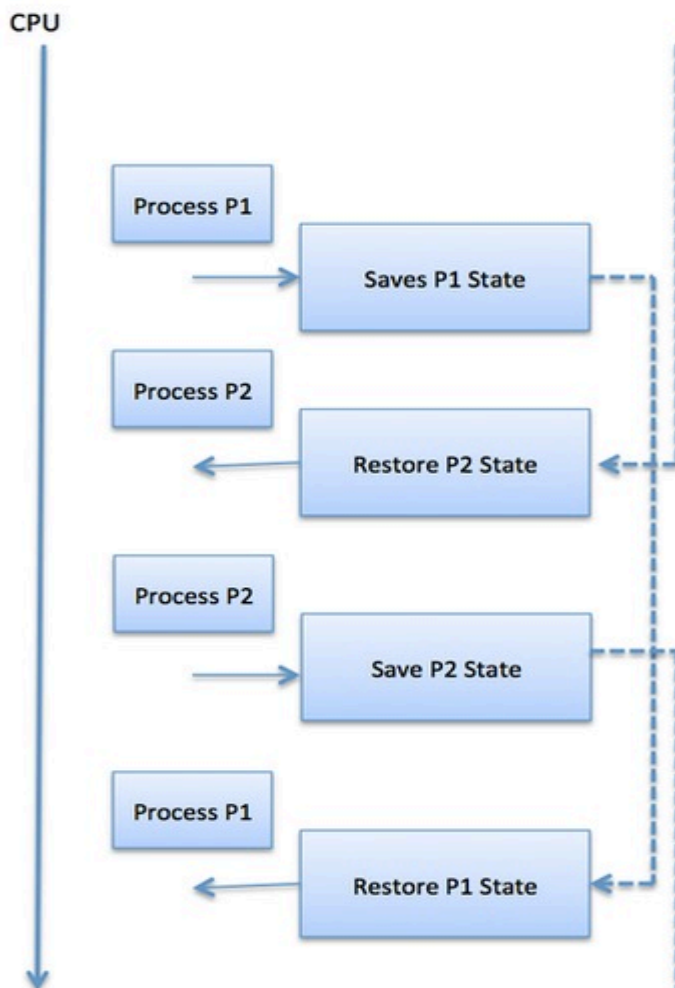 CPU
Process P1
Saves P1 State
Process P2
Restore P2 State
Process P2
Save P2 State
Process P1
Restore P1 State